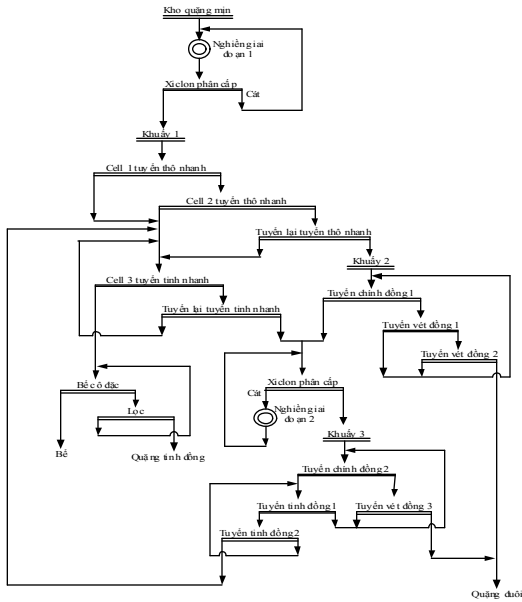 Kho quặng mịn
Nghiền giai
đoạn 1
Xiclon phân cấp
Cát
Khuấy 1
Cell 1 tuyển thô nhanh
Cell 2 tuyển thô nhanh
Tuyển lại tuyển thô nhanh
Khuấy 2
Cell 3 tuyển tinh nhanh
Tuyển chính đồng 1
Tuyển lại tuyển tinh nhanh
Tuyển vét đồng 1
Tuyển vét đồng 2
Bể cô đặc
Xiclon phân cấp
Cát
Lọc
Nghiền giai
đoạn 2
Khuấy 3
Bể
Quặng tinh đồng
Tuyển chính đồng 2
Tuyển tinh đồng 1
Tuyển vét đồng 3
Tuyển tinh đồng 2
Quặng đuôi